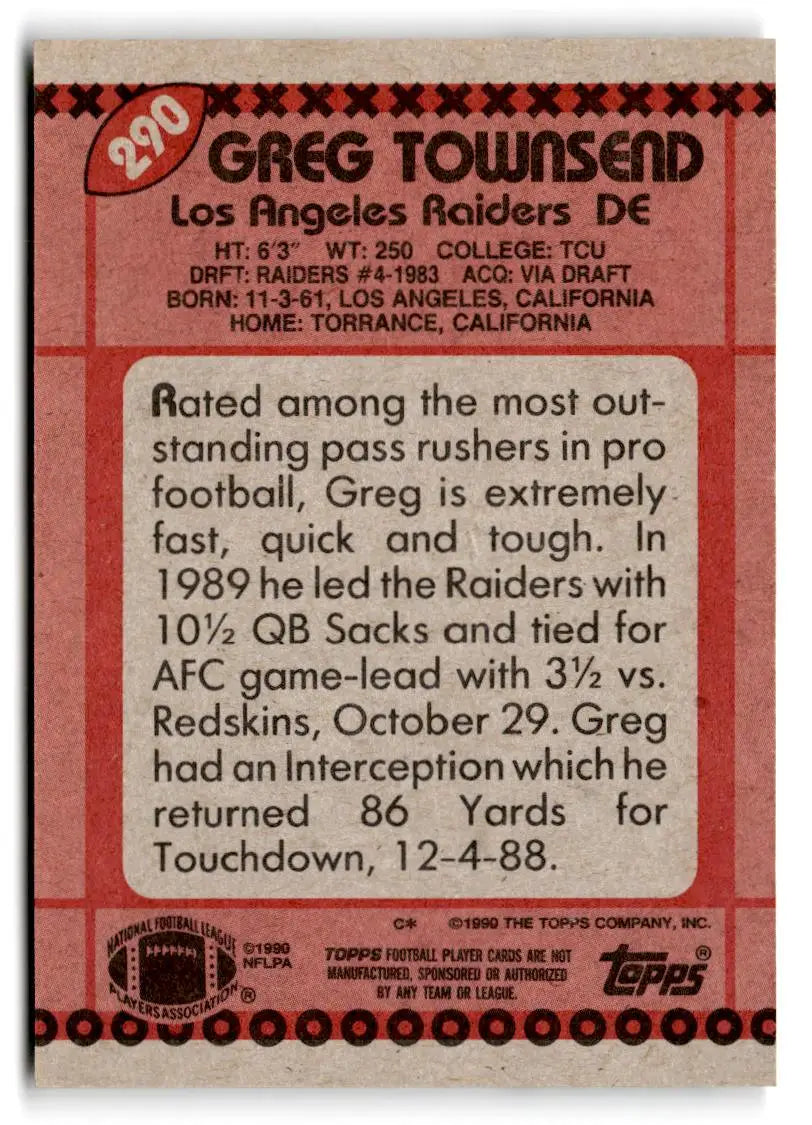 290
GREG TOWNSEND
Los Angeles Raiders DE
HT: 6'3" WT: 250 COLLEGE: TCU
DRFT: RAIDERS #4-1983 ACQ: VIA DRAFT
BORN: 11-3-61, LOS ANGELES, CALIFORNIA
HOME: TORRANCE, CALIFORNIA
Rated among the most out-
standing pass rushers in pro
football, Greg is extremely
fast, quick and tough. In
1989 he led the Raiders with
10½ QB Sacks and tied for
AFC game-lead with 3½ vs.
Redskins, October 29. Greg
had an Interception which he
returned 86 Yards for
Touchdown, 12-4-88.
C* ©1990 THE TOPPS COMPANY, INC.
NATIONAL FOOTBALL LEAGUE
PLAYERS ASSOCIATION ®
©1990
NFLPA
TOPPS FOOTBALL PLAYER CARDS ARE NOT
MANUFACTURED, SPONSORED OR AUTHORIZED
BY ANY TEAM OR LEAGUE.
Topps ®